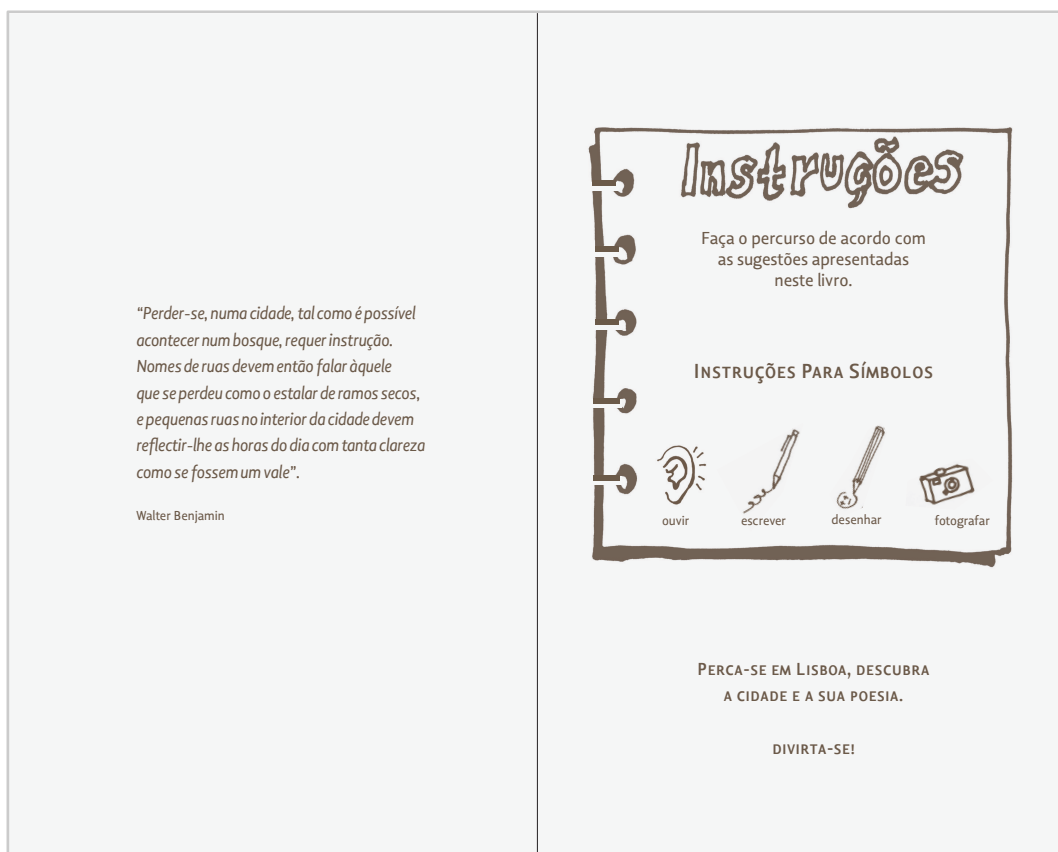 “Perder-se, numa cidade, tal como é possível
acontecer num bosque, requer instrução.
Nomes de ruas devem então falar àquele
que se perdeu como o estalar de ramos secos,
e pequenas ruas no interior da cidade devem
reflectir-lhe as horas do dia com tanta clareza
como se fossem um vale”.
Walter Benjamin
Instruções
Faça o percurso de acordo com
as sugestões apresentadas
neste livro.
Instruções Para Símbolos
ouvir escrever desenhar fotografar
Perca-se em Lisboa, descubra
a cidade e a sua poesia.
divirta-se!